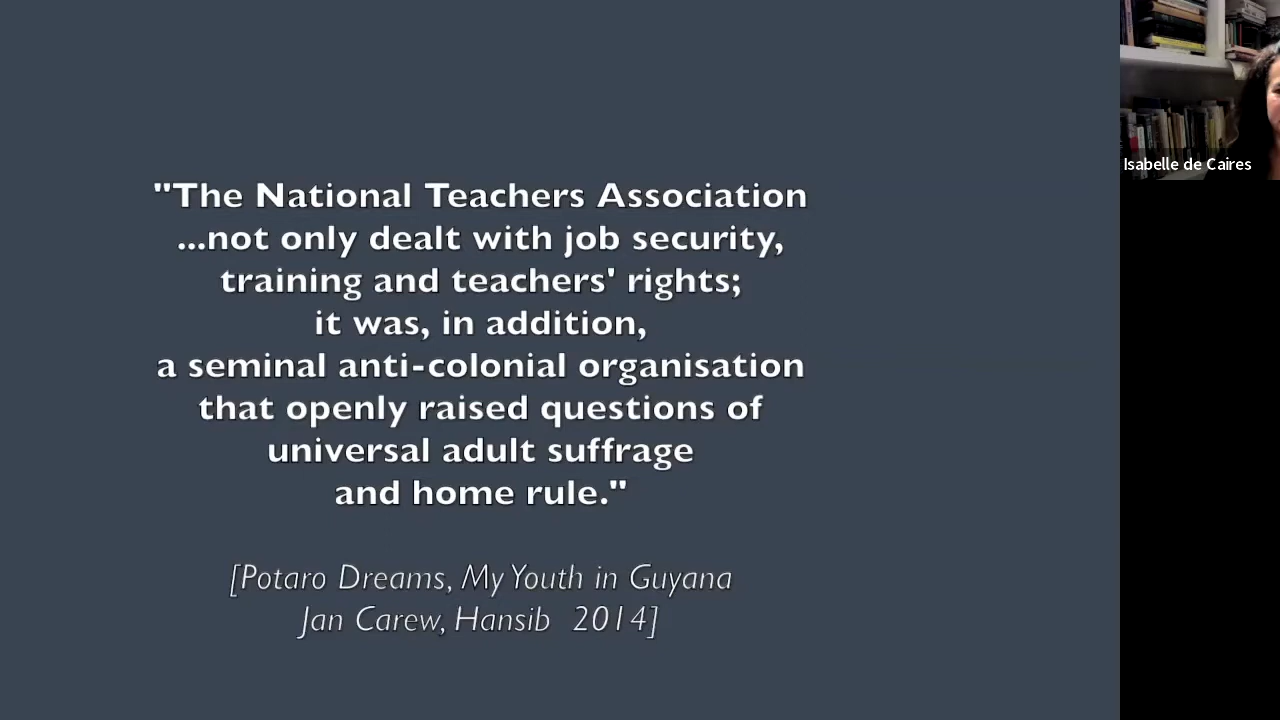 "The National Teachers Association
...not only dealt with job security,
training and teachers' rights;
it was, in addition,
a seminal anti-colonial organisation
that openly raised questions of
universal adult suffrage
and home rule."
[Potaro Dreams, My Youth in Guyana
Jan Carew, Hansib 2014]
Isabelle de Caires